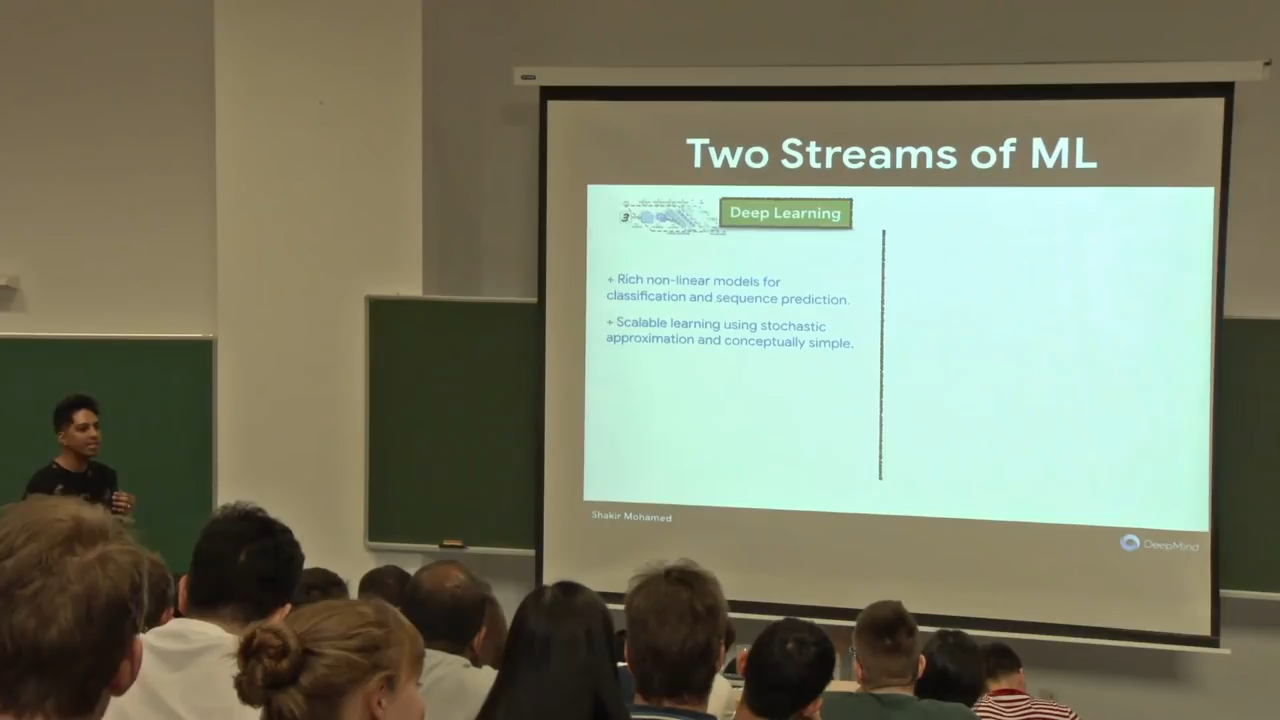 Two Streams of ML
3
Deep Learning
+ Rich non-linear models for
classification and sequence prediction.
+ Scalable learning using stochastic
approximation and conceptually simple.
Shakir Mohamed
DeepMind